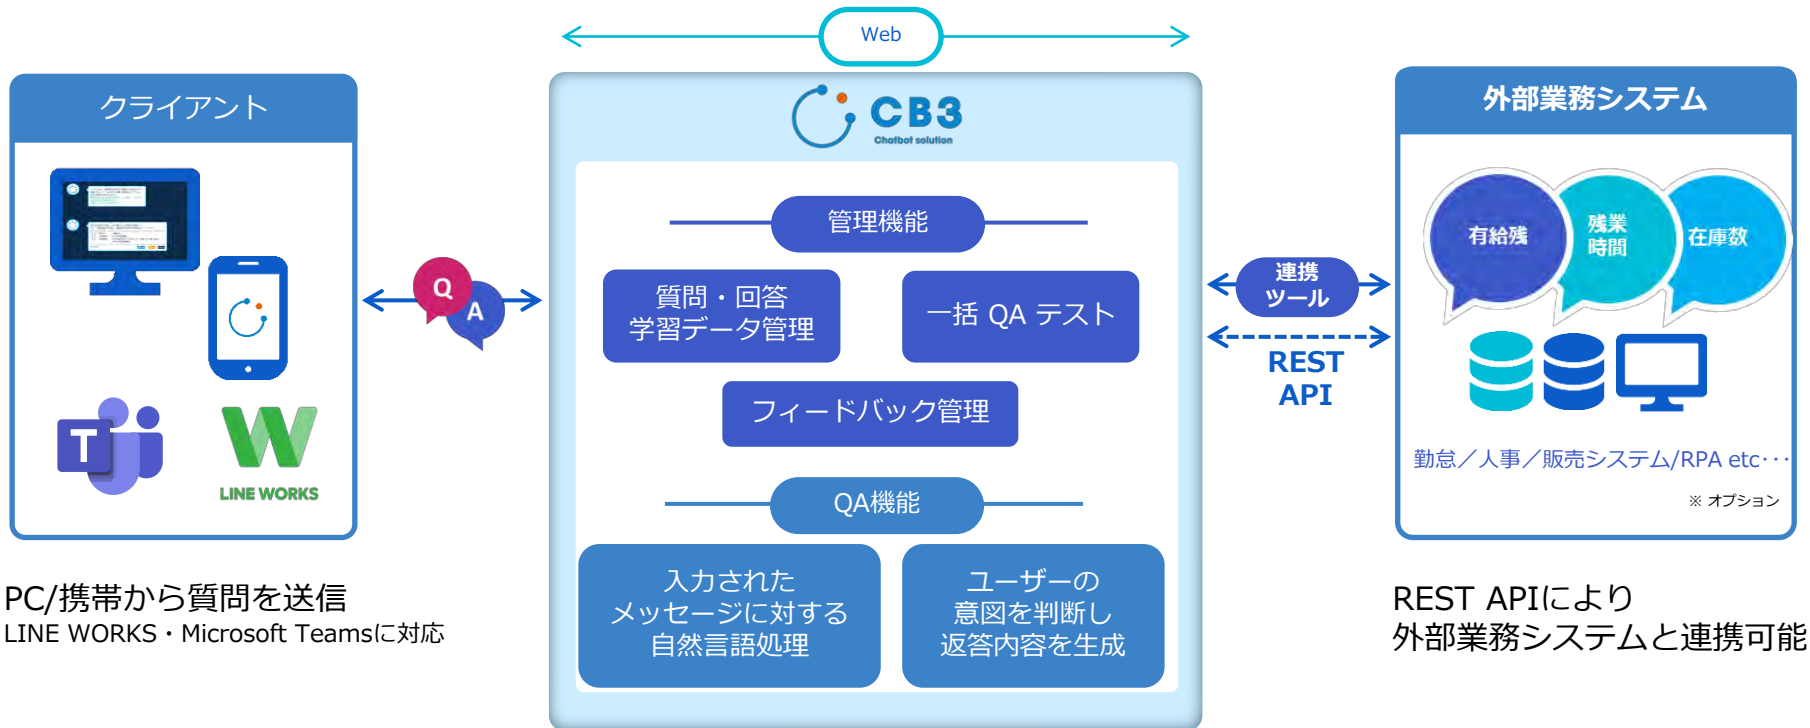 Web
クライアント
LINE WORKS
PC/携帯から質問を送信
LINE WORKS・Microsoft Teamsに対応
Q
A
T
CB3
Chatbot solution
管理機能
質問・回答
学習データ管理
一括 QA テスト
フィードバック管理
QA機能
入力された
メッセージに対する
自然言語処理
ユーザーの
意図を判断し
返答内容を生成
連携
ツール
REST
API
外部業務システム
有給残
残業
時間
在庫数
勤怠／人事／販売システム/RPA etc･･･
※ オプション
REST APIにより
外部業務システムと連携可能